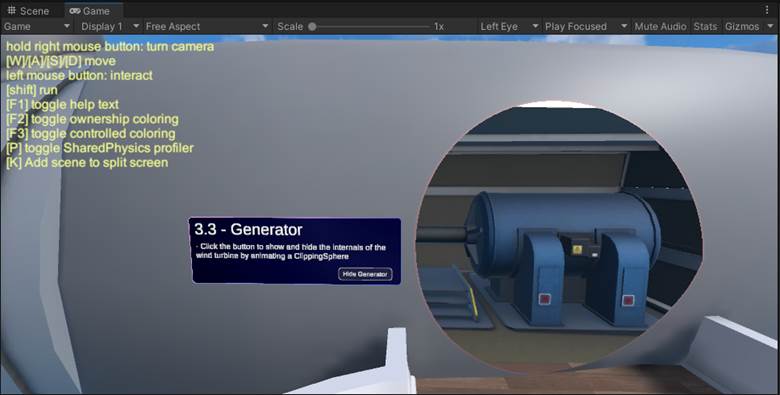 Scene Game
Game Display 1 Free Aspect Scale 1x Left Eye Play Focused Mute Audio Stats Gizmos
hold right mouse button: turn camera
[W]/[A]/[S]/[D] move
left mouse button: interact
[shift] run
[F1] toggle help text
[F2] toggle ownership coloring
[F3] toggle controlled coloring
[P] toggle SharedPhysics profiler
[K] Add scene to split screen
3.3 - Generator
- Click the button to show and hide the internals of the
wind turbine by animating a ClippingSphere
Hide Generator